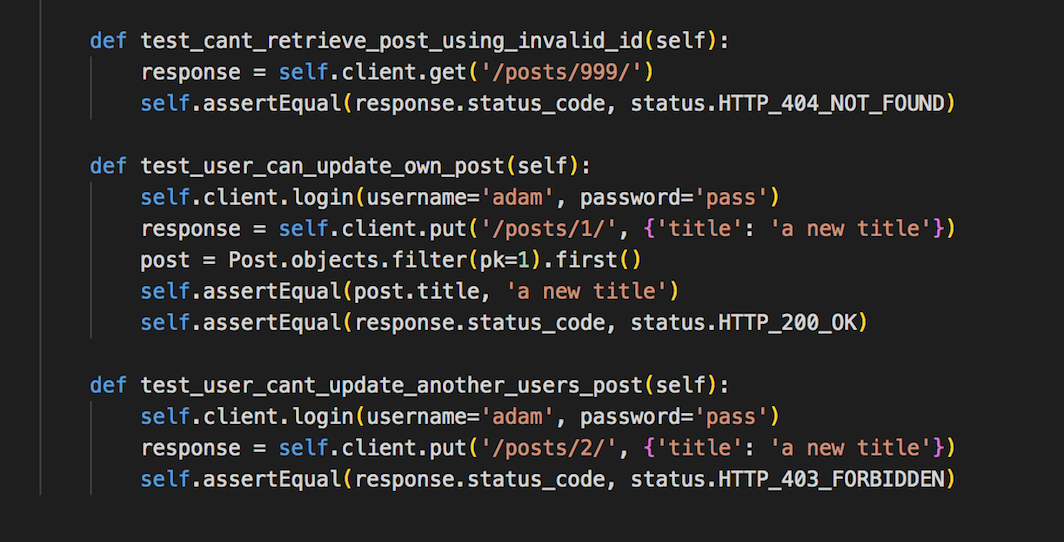 def test_cant_retrieve_post_using_invalid_id(self):
response = self.client.get('/posts/999/')
self.assertEqual(response.status_code, status.HTTP_404_NOT_FOUND)
def test_user_can_update_own_post(self):
self.client.login(username='adam', password='pass')
response = self.client.put('/posts/1/', {'title': 'a new title'})
post = Post.objects.filter(pk=1).first()
self.assertEqual(post.title, 'a new title')
self.assertEqual(response.status_code, status.HTTP_200_OK)
def test_user_cant_update_another_users_post(self):
self.client.login(username='adam', password='pass')
response = self.client.put('/posts/2/', {'title': 'a new title'})
self.assertEqual(response.status_code, status.HTTP_403_FORBIDDEN)